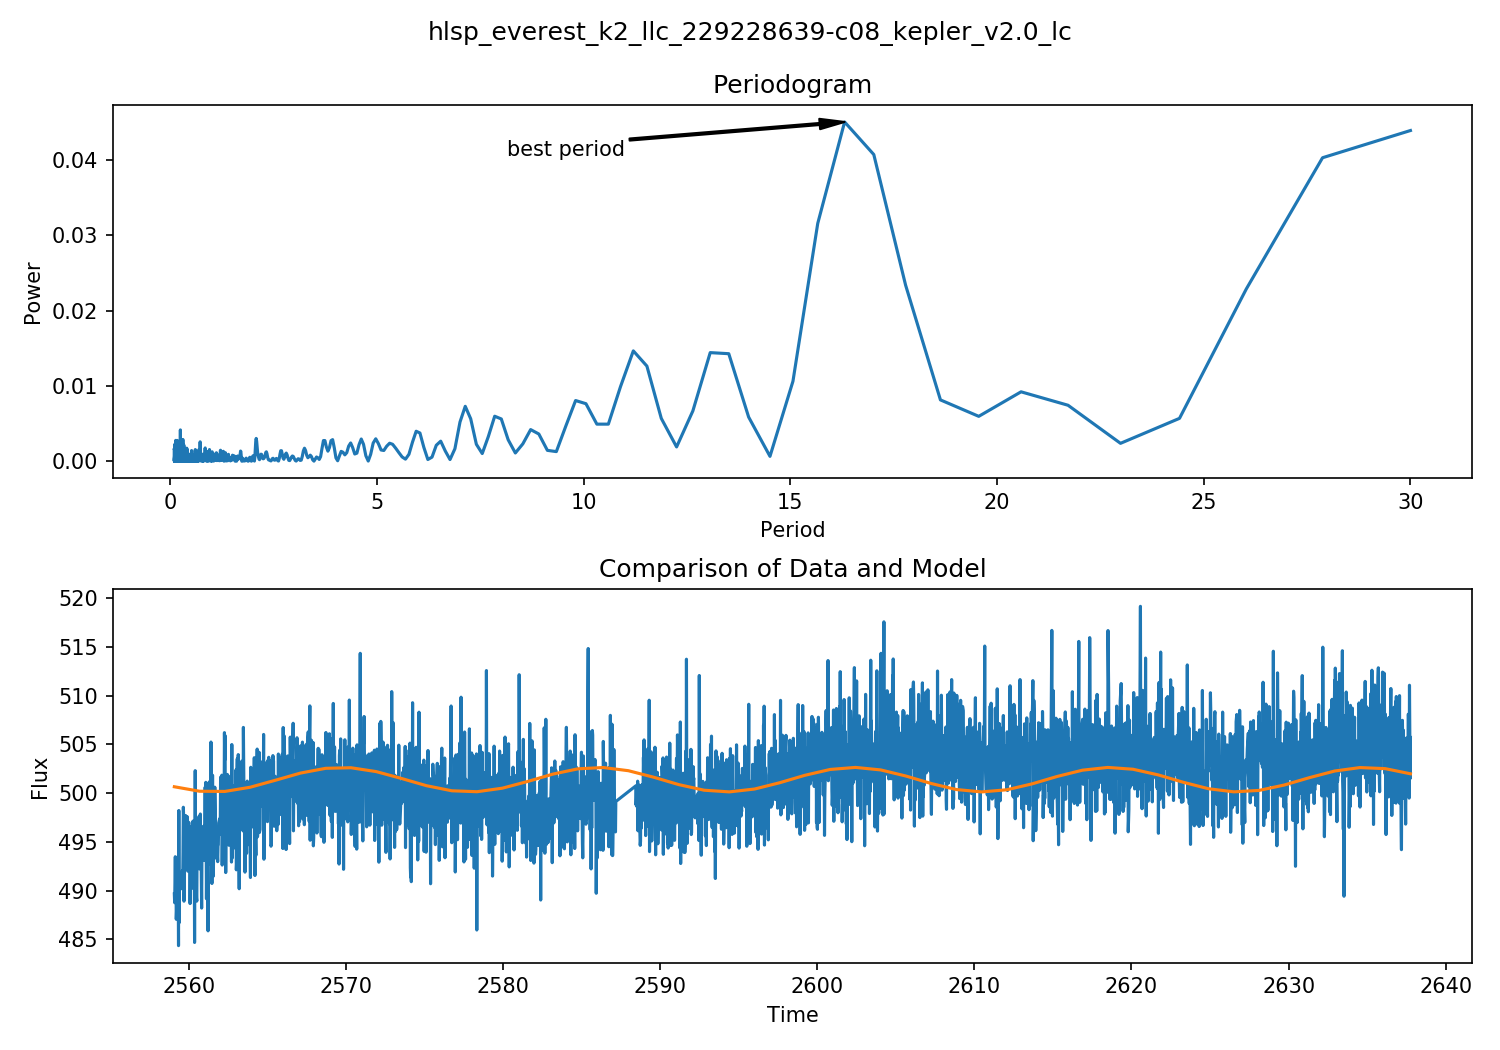 hlsp_everest_k2_llc_229228639-c08_kepler_v2.0_lc
Periodogram
best period
Power
0.04
0.03
0.02
0.01
0.00
0 5 10 15 20 25 30
Period
Comparison of Data and Model
Flux
520
515
510
505
500
495
490
485
2560 2570 2580 2590 2600 2610 2620 2630 2640
Time